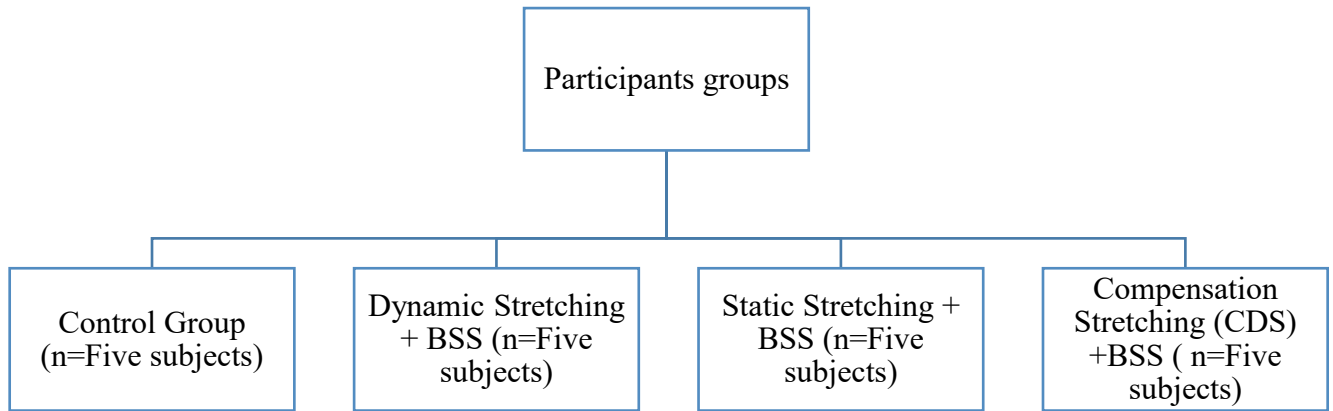 Participants groups
Control Group
(n=Five subjects)
Dynamic Stretching
+ BSS (n=Five
subjects)
Static Stretching +
BSS (n=Five
subjects)
Compensation
Stretching (CDS)
+BSS ( n=Five
subjects)